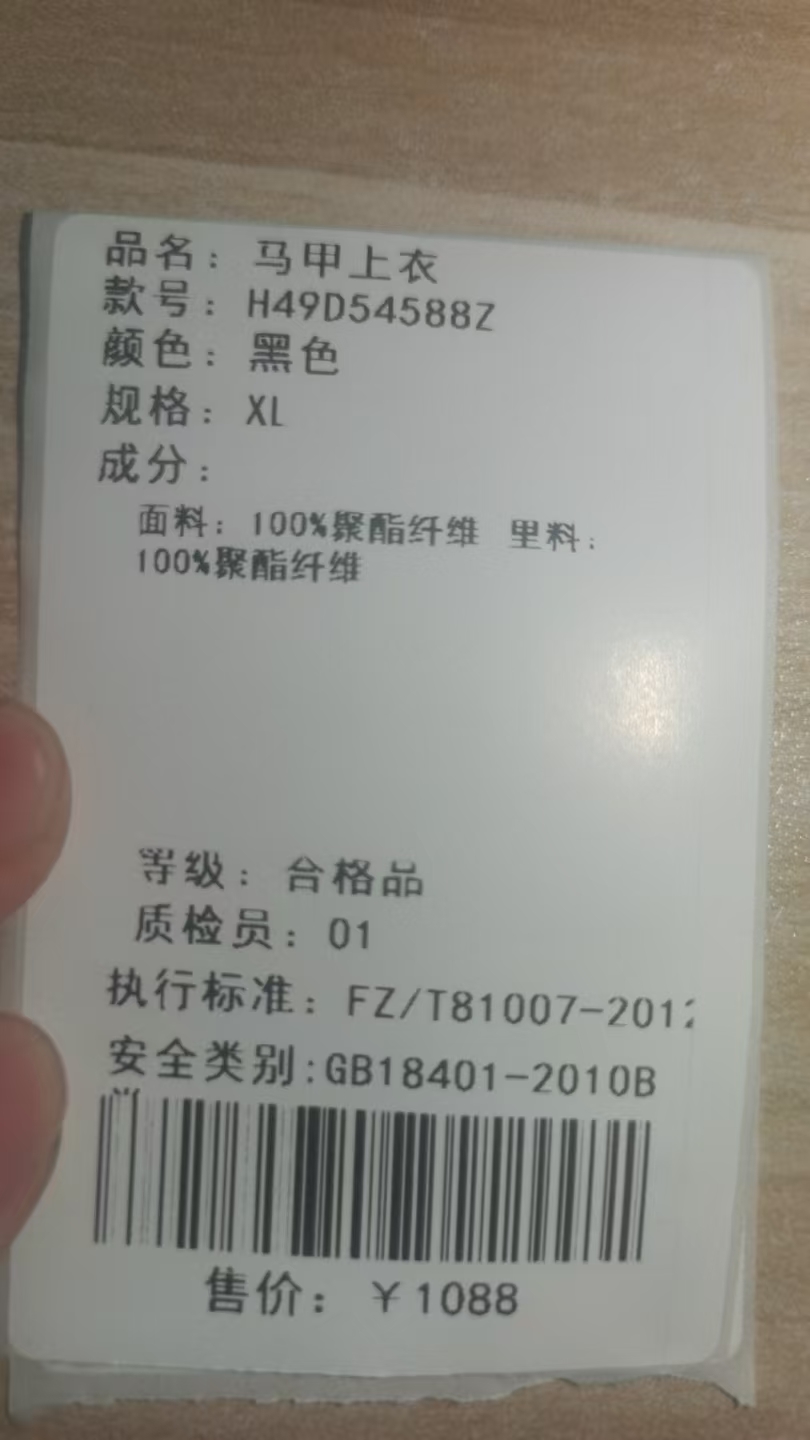 品名：马甲上衣
款号：H49D54588Z
颜色：黑色
规格：XL
成分：
面料：100%聚酯纤维 里料：
100%聚酯纤维
等级：合格品
质检员：01
执行标准：FZ/T81007-2012
安全类别:GB18401-2010B
售价：￥1088